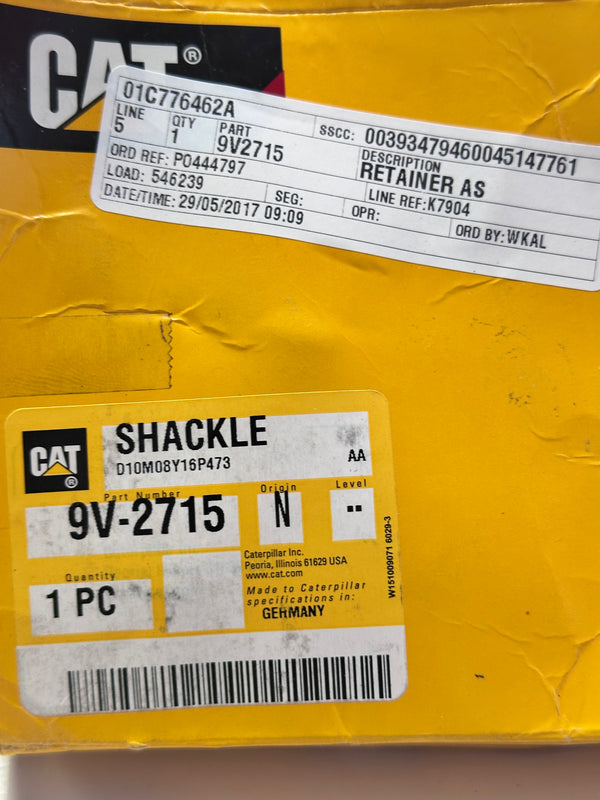 CAT®
01C776462A
SSCC: 00393479460045147761
LINE QTY PART DESCRIPTION
5 1 9V2715 RETAINER AS
ORD REF: P0444797 LINE REF:K7904
LOAD: 546239 SEG: OPR: ORD BY: WKAL
DATE/TIME: 29/05/2017 09:09
CAT®
SHACKLE
D10M08Y16P473 AA
Part Number Origin Level
9V-2715 N --
Quantity
1 PC
Caterpillar Inc.
Peoria, Illinois 61629 USA
www.cat.com
Made to Caterpillar
specifications in:
GERMANY
W151009071 6029-3